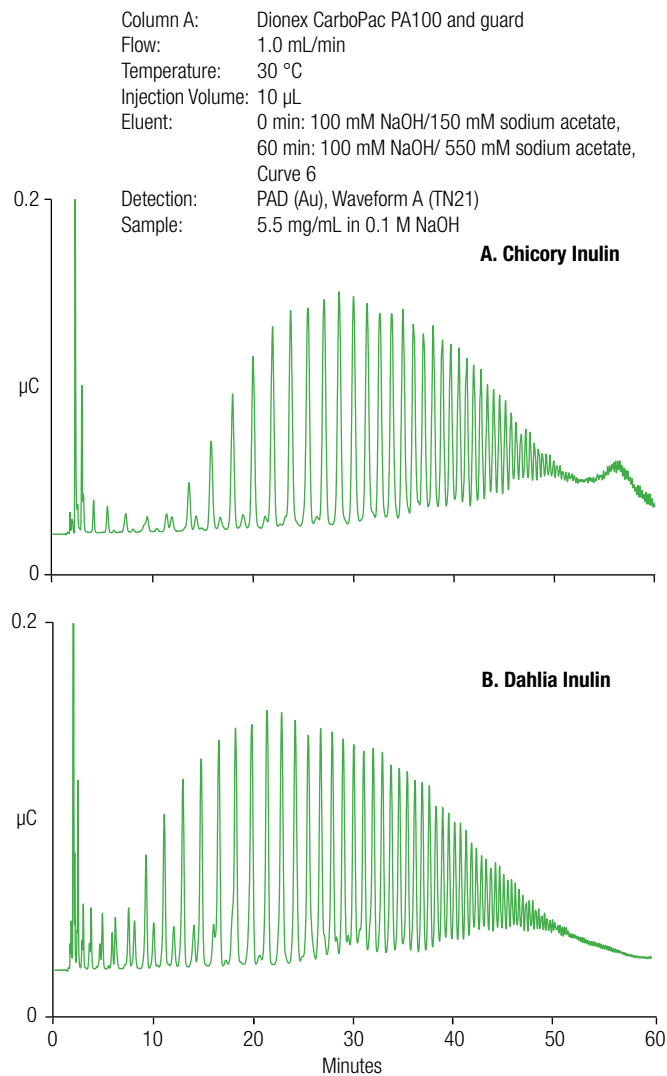 Column A: Dionex CarboPac PA100 and guard
Flow: 1.0 mL/min
Temperature: 30 °C
Injection Volume: 10 µL
Eluent: 0 min: 100 mM NaOH/150 mM sodium acetate,
60 min: 100 mM NaOH/ 550 mM sodium acetate,
Curve 6
Detection: PAD (Au), Waveform A (TN21)
Sample: 5.5 mg/mL in 0.1 M NaOH
0.2
A. Chicory Inulin
µC
0
0.2
B. Dahlia Inulin
µC
0
0 10 20 30 40 50 60
Minutes